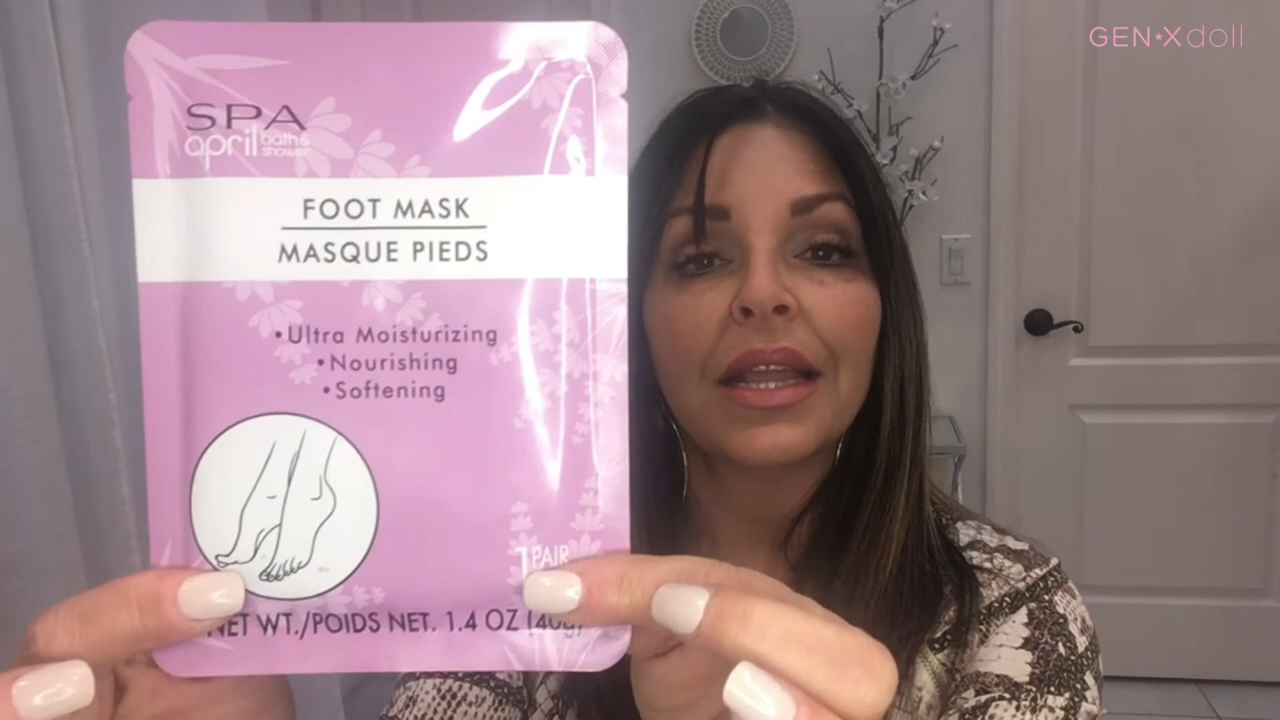 GEN★Xdoll
SPA
april bath & shower
FOOT MASK
MASQUE PIEDS
•Ultra Moisturizing
•Nourishing
•Softening
1 PAIR
NET WT./POIDS NET. 1.4 OZ (40g)